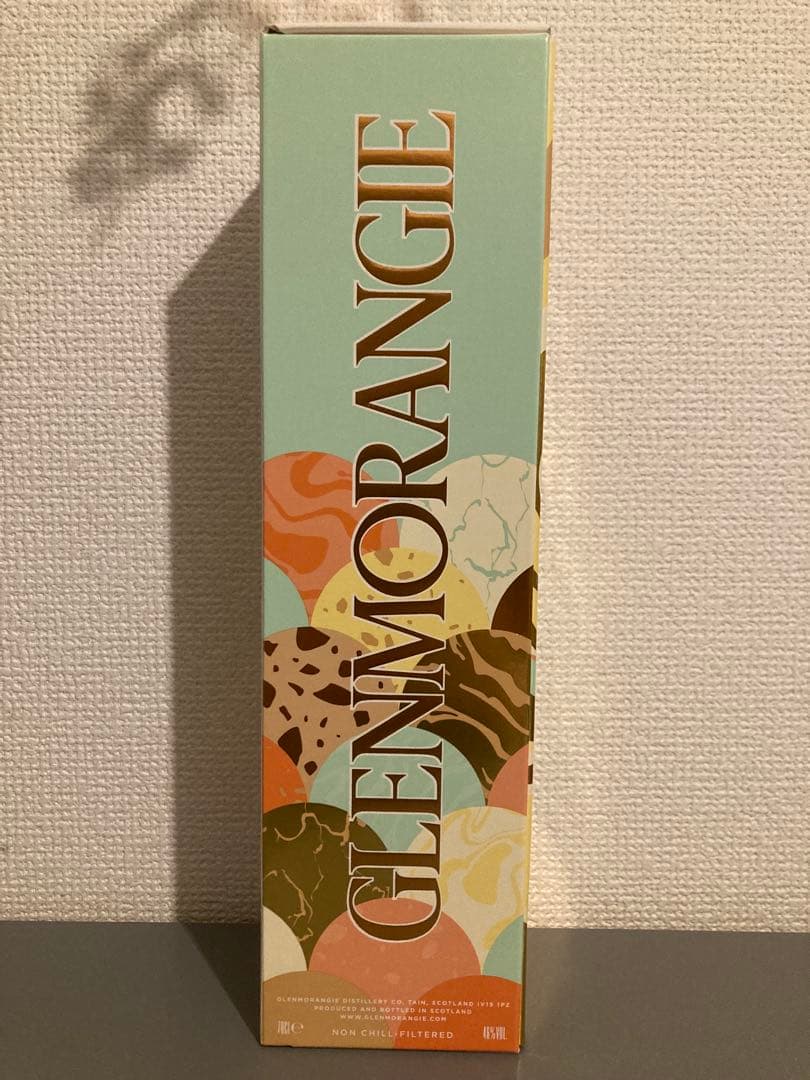 GLENMORANGIE
GLENMORANGIE DISTILLERY CO. TAIN, SCOTLAND IV19 1PZ
PRODUCED AND BOTTLED IN SCOTLAND
WWW.GLENMORANGIE.COM
70CL e NON CHILL-FILTERED 46%VOL.